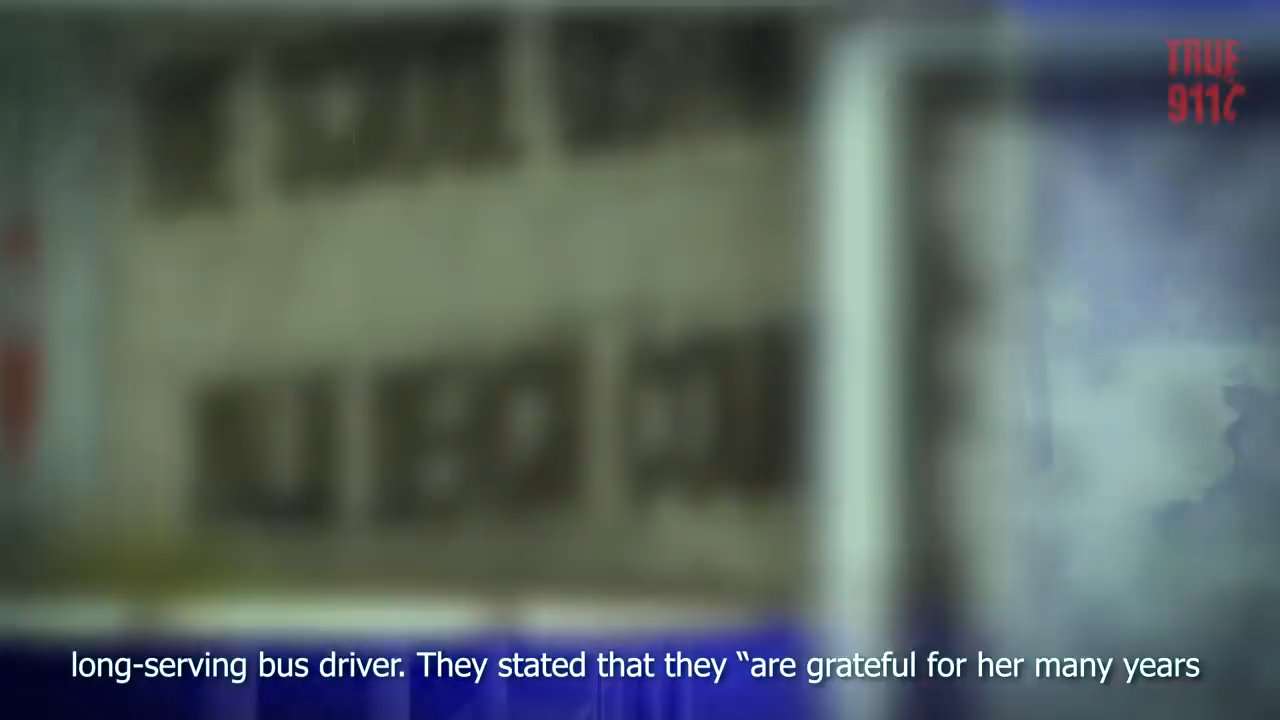 TRUE
911
long-serving bus driver. They stated that they “are grateful for her many years